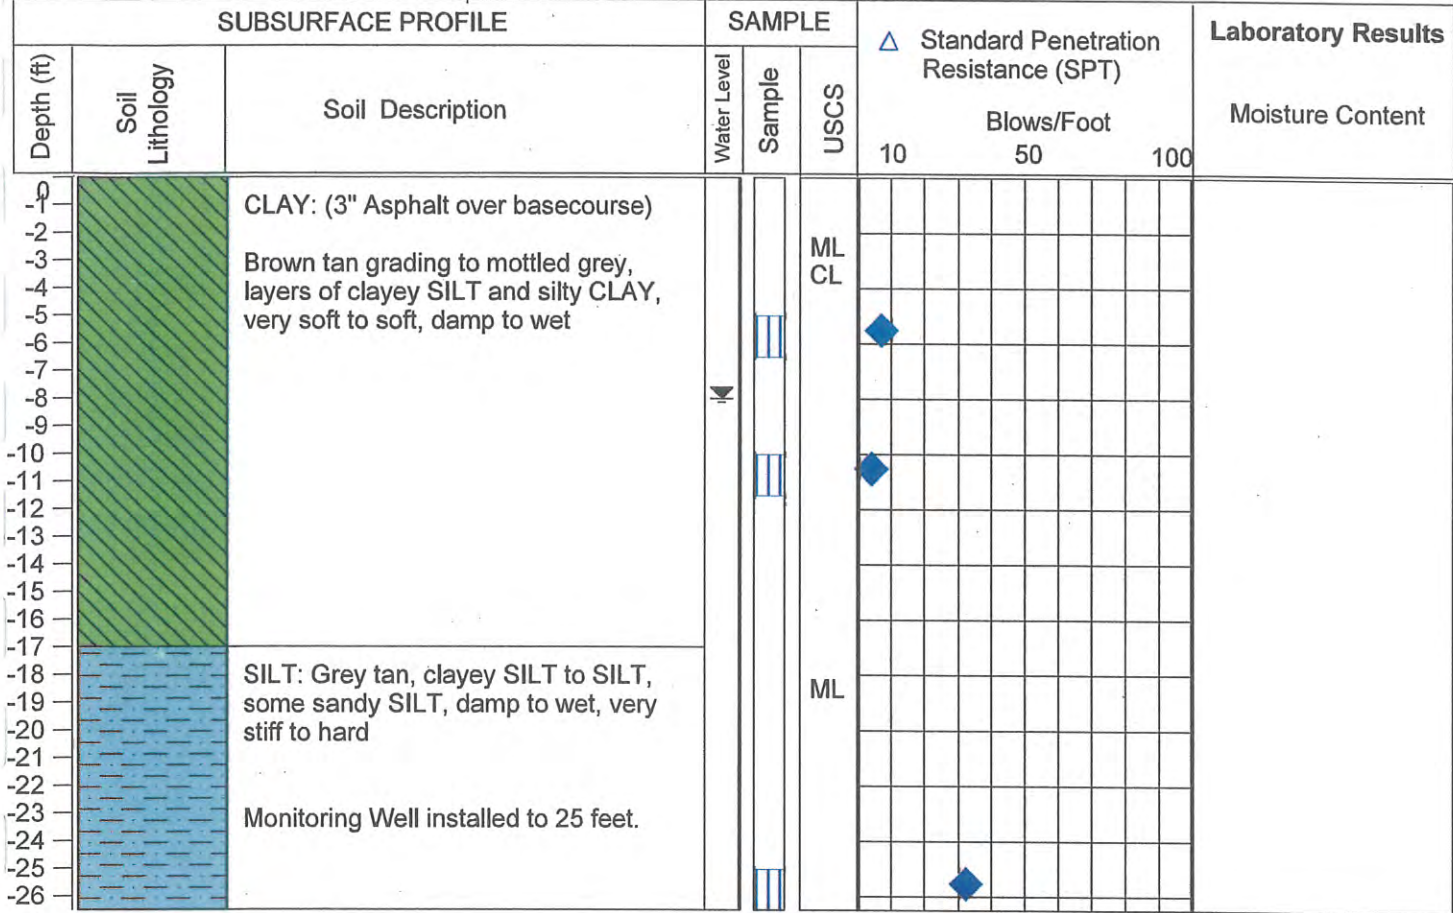 SUBSURFACE PROFILE
SAMPLE
Depth (ft)
Soil
Lithology
Soil Description
Water Level
Sample
USCS
△ Standard Penetration
Resistance (SPT)
Blows/Foot
10 50 100
Laboratory Results
Moisture Content
0
-1
-2
-3
-4
-5
-6
-7
-8
-9
-10
-11
-12
-13
-14
-15
-16
-17
-18
-19
-20
-21
-22
-23
-24
-25
-26
CLAY: (3" Asphalt over basecourse)
Brown tan grading to mottled grey,
layers of clayey SILT and silty CLAY,
very soft to soft, damp to wet
ML
CL
SILT: Grey tan, clayey SILT to SILT,
some sandy SILT, damp to wet, very
stiff to hard
ML
Monitoring Well installed to 25 feet.